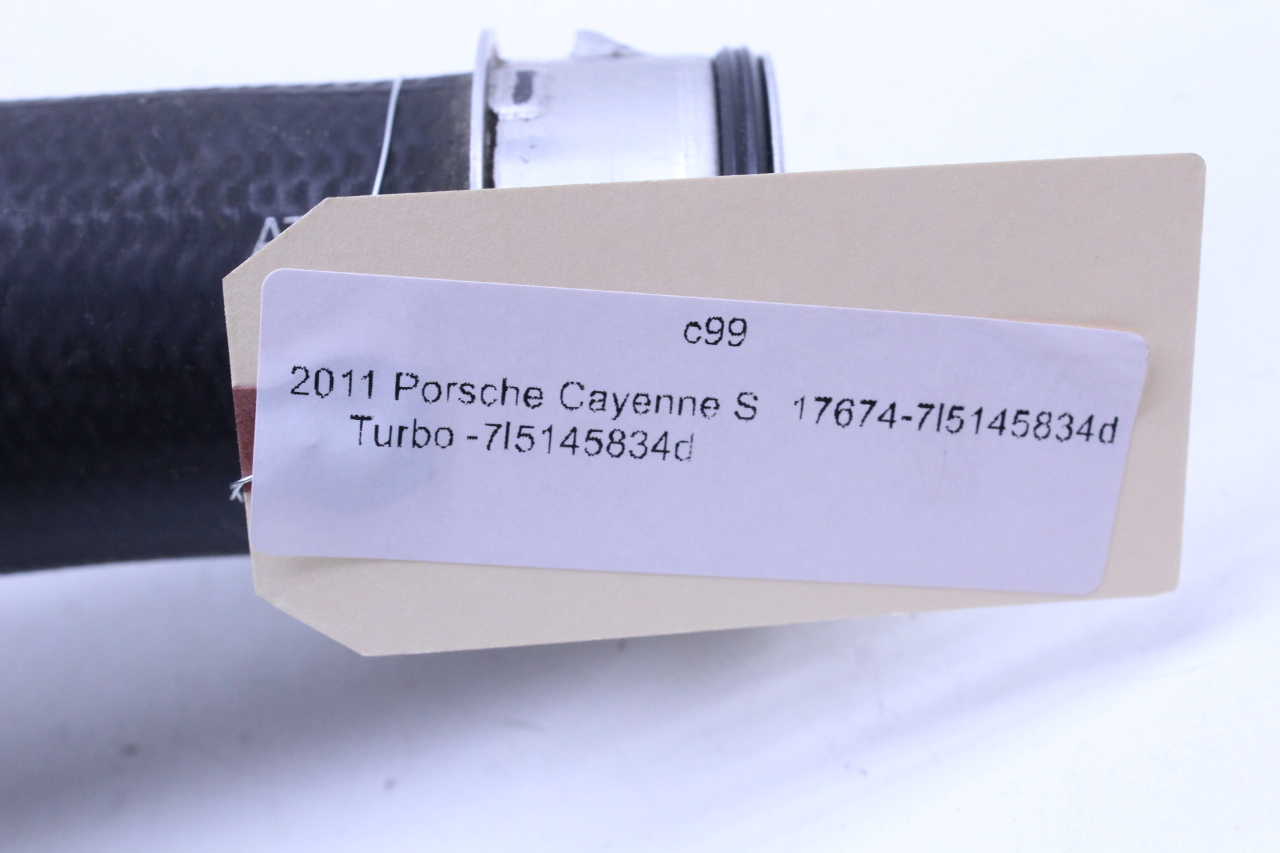 c99
2011 Porsche Cayenne S 17674-7l5145834d
Turbo -7l5145834d